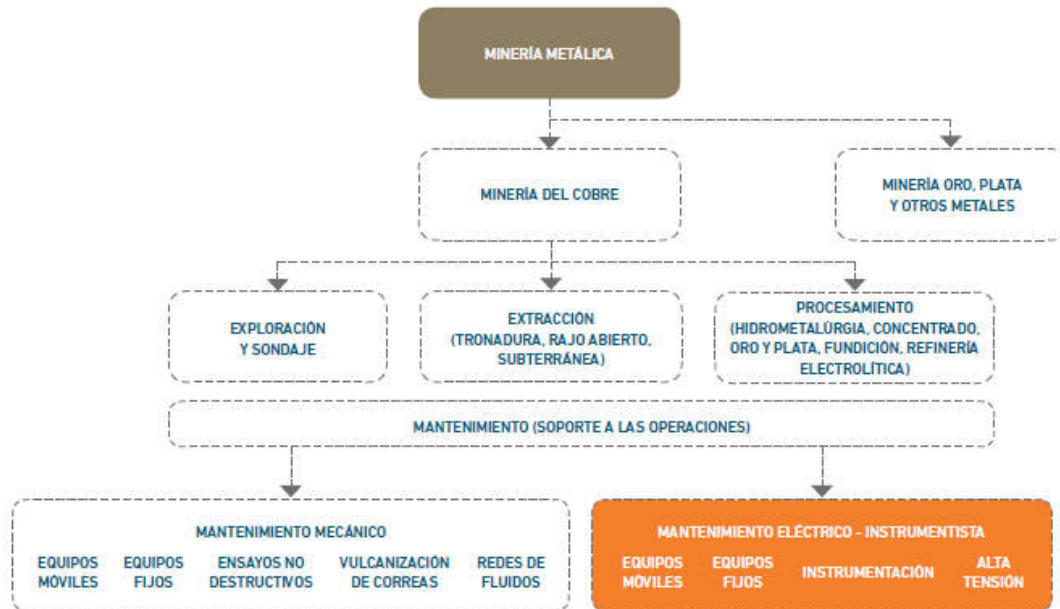 MINERÍA METÁLICA
MINERÍA DEL COBRE
MINERÍA ORO, PLATA
Y OTROS METALES
EXPLORACIÓN
Y SONDAJE
EXTRACCIÓN
(TRONADURA, RAJO ABIERTO,
SUBTERRÁNEA)
PROCESAMIENTO
(HIDROMETALÚRGIA, CONCENTRADO,
ORO Y PLATA, FUNDICIÓN, REFINERÍA
ELECTROLÍTICA)
MANTENIMIENTO (SOPORTE A LAS OPERACIONES)
MANTENIMIENTO MECÁNICO
EQUIPOS
MÓVILES
EQUIPOS
FIJOS
ENSAYOS NO
DESTRUCTIVOS
VULCANIZACIÓN
DE CORREAS
REDES DE
FLUIDOS
MANTENIMIENTO ELÉCTRICO - INSTRUMENTISTA
EQUIPOS
MÓVILES
EQUIPOS
FIJOS
INSTRUMENTACIÓN
ALTA
TENSIÓN